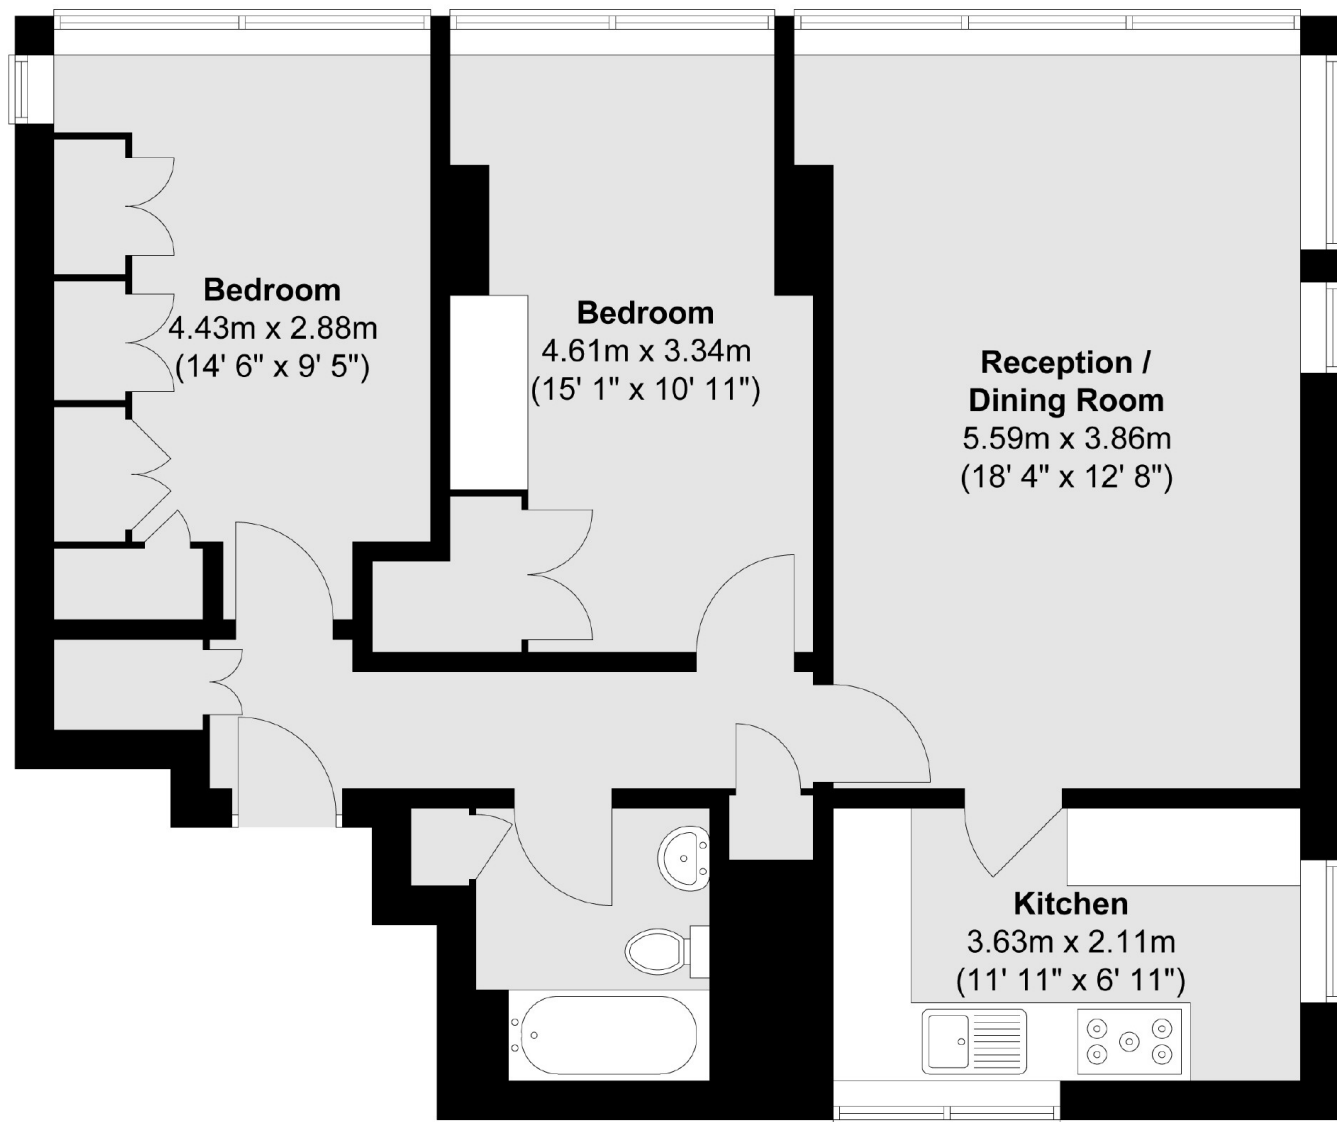 Bedroom
4.43m x 2.88m
(14' 6" x 9' 5")
Bedroom
4.61m x 3.34m
(15' 1" x 10' 11")
Reception /
Dining Room
5.59m x 3.86m
(18' 4" x 12' 8")
Kitchen
3.63m x 2.11m
(11' 11" x 6' 11")